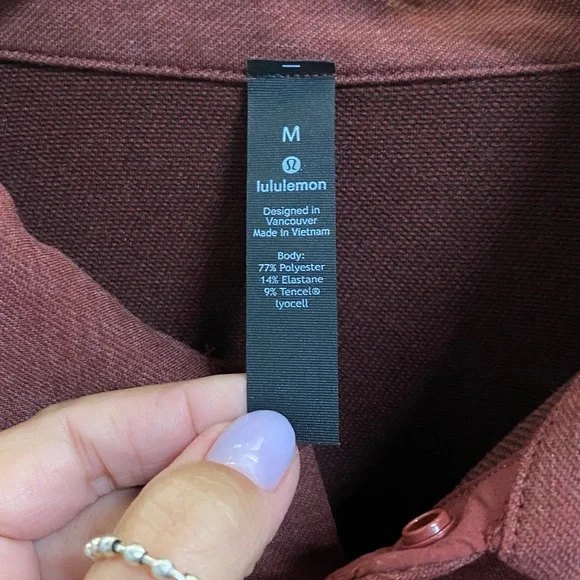 M
lululemon
Designed in
Vancouver
Made in Vietnam
Body:
77% Polyester
14% Elastane
9% Tencel®
lyocell